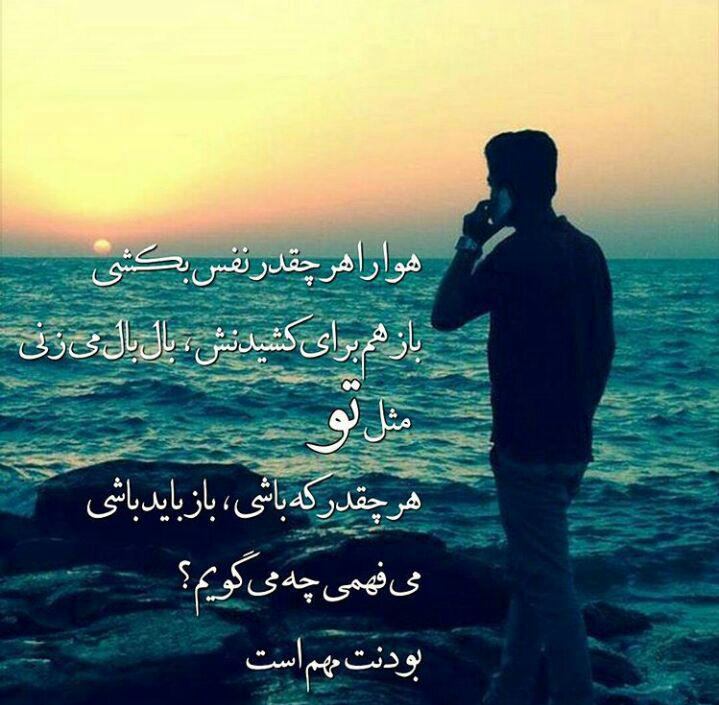 هوا را هر چقدر نفس بکشی
باز هم برای کشیدنش، بال بال می زنی
مثل تو
هر چقدر که باشی، باز باید باشی
می فهمی چه می گویم؟
بودنت مهم است